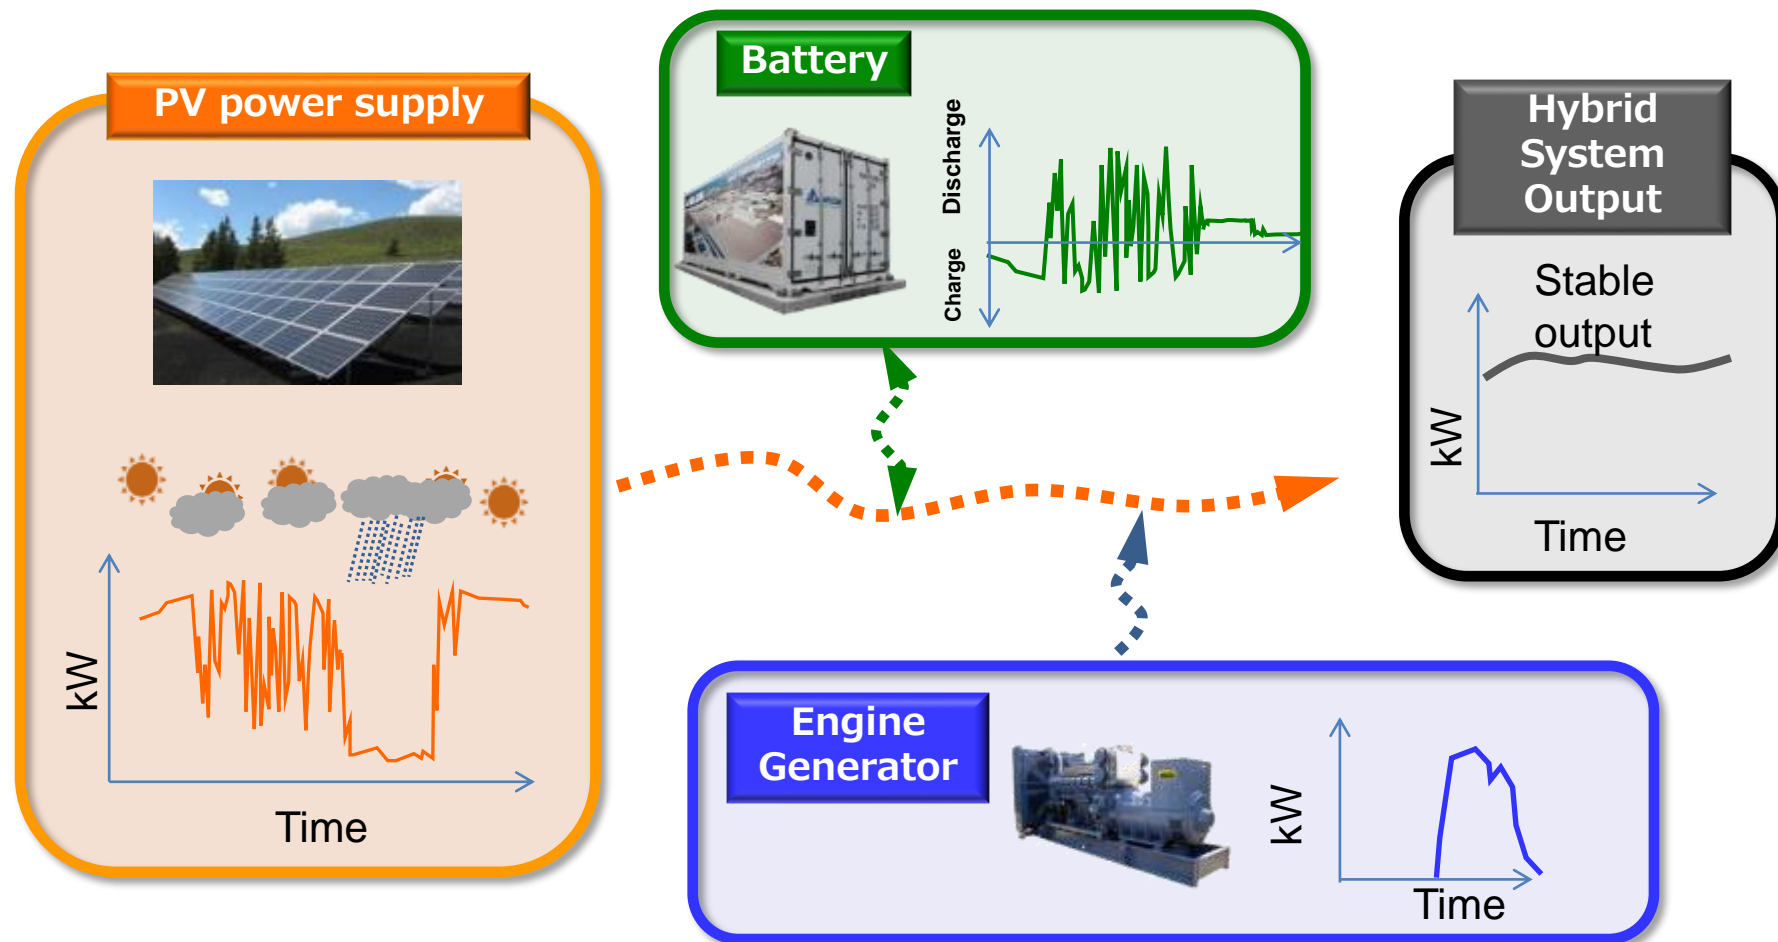 PV power supply
kW
Time
Battery
Discharge
Charge
Engine
Generator
kW
Time
Hybrid
System
Output
Stable
output
kW
Time